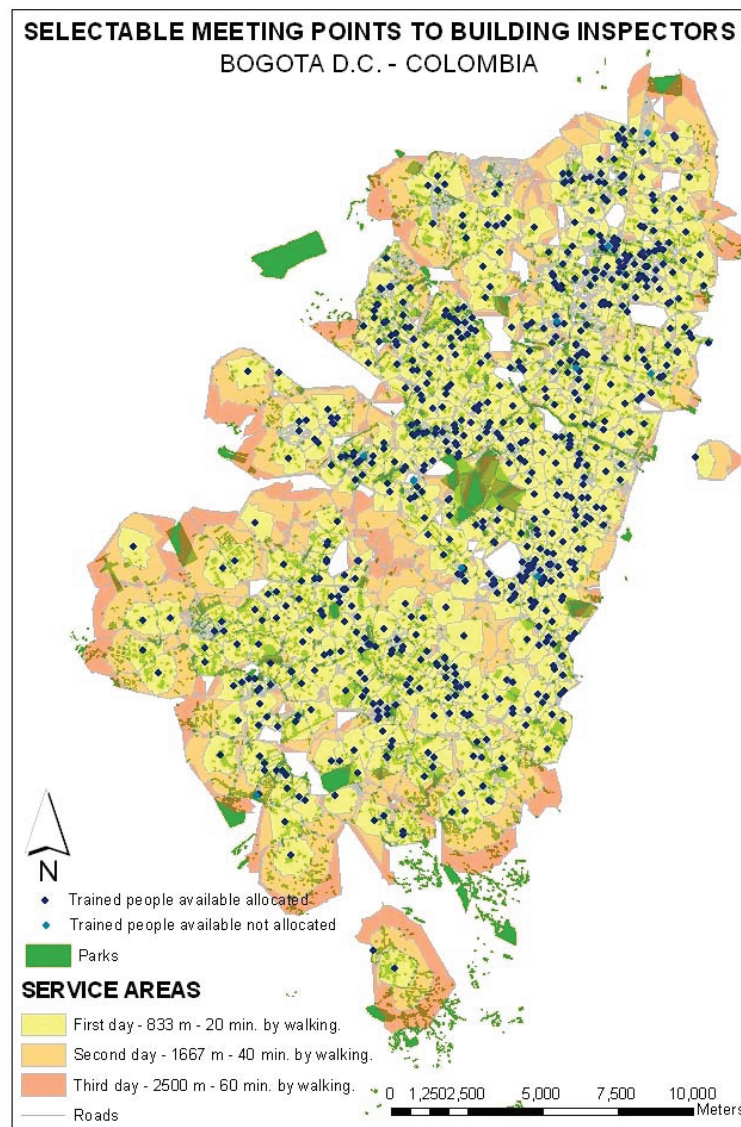 SELECTABLE MEETING POINTS TO BUILDING INSPECTORS
BOGOTA D.C. - COLOMBIA
N
Trained people available allocated
Trained people available not allocated
Parks
SERVICE AREAS
First day - 833 m - 20 min. by walking.
Second day - 1667 m - 40 min. by walking.
Third day - 2500 m - 60 min. by walking.
Roads
0 1,250 2,500 5,000 7,500 10,000
Meters